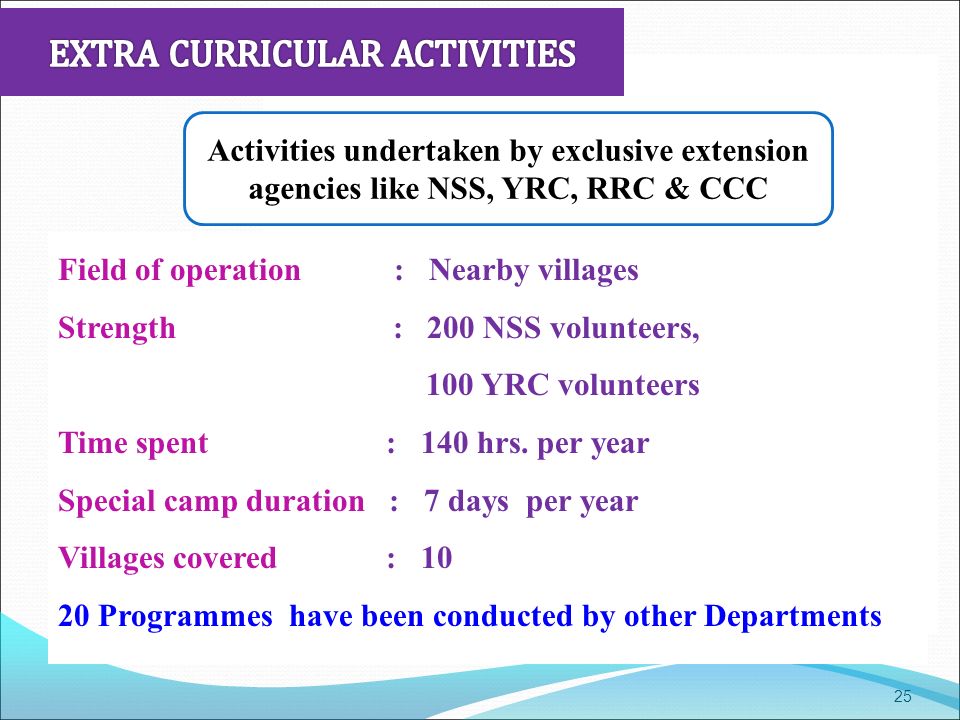 EXTRA CURRICULAR ACTIVITIES
Activities undertaken by exclusive extension
agencies like NSS, YRC, RRC & CCC
Field of operation : Nearby villages
Strength : 200 NSS volunteers,
100 YRC volunteers
Time spent : 140 hrs. per year
Special camp duration : 7 days per year
Villages covered : 10
20 Programmes have been conducted by other Departments
25